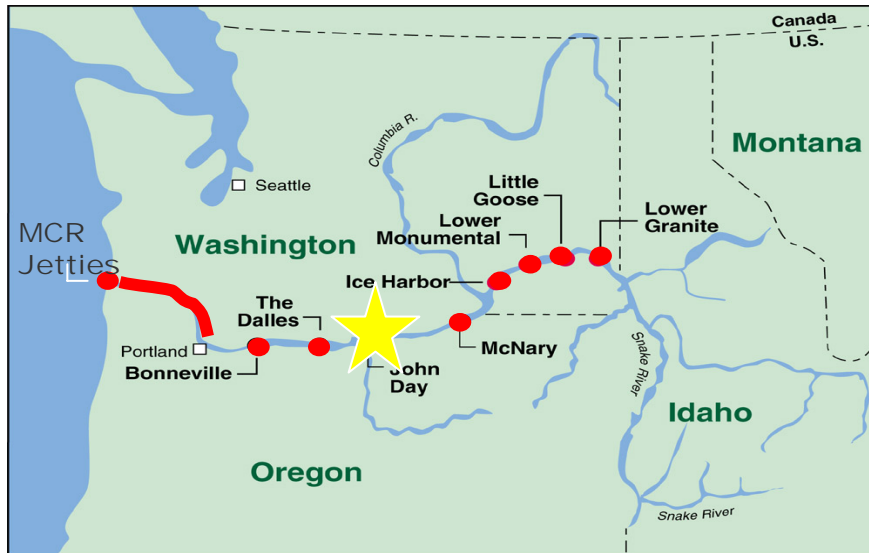 Canada
U.S.
Montana
Columbia R.
Seattle
Little
Goose
Lower
Granite
Lower
Monumental
MCR
Jetties
Washington
Ice Harbor
The
Dalles
Portland
Bonneville
John
Day
McNary
Snake
River
Idaho
Oregon
Snake River